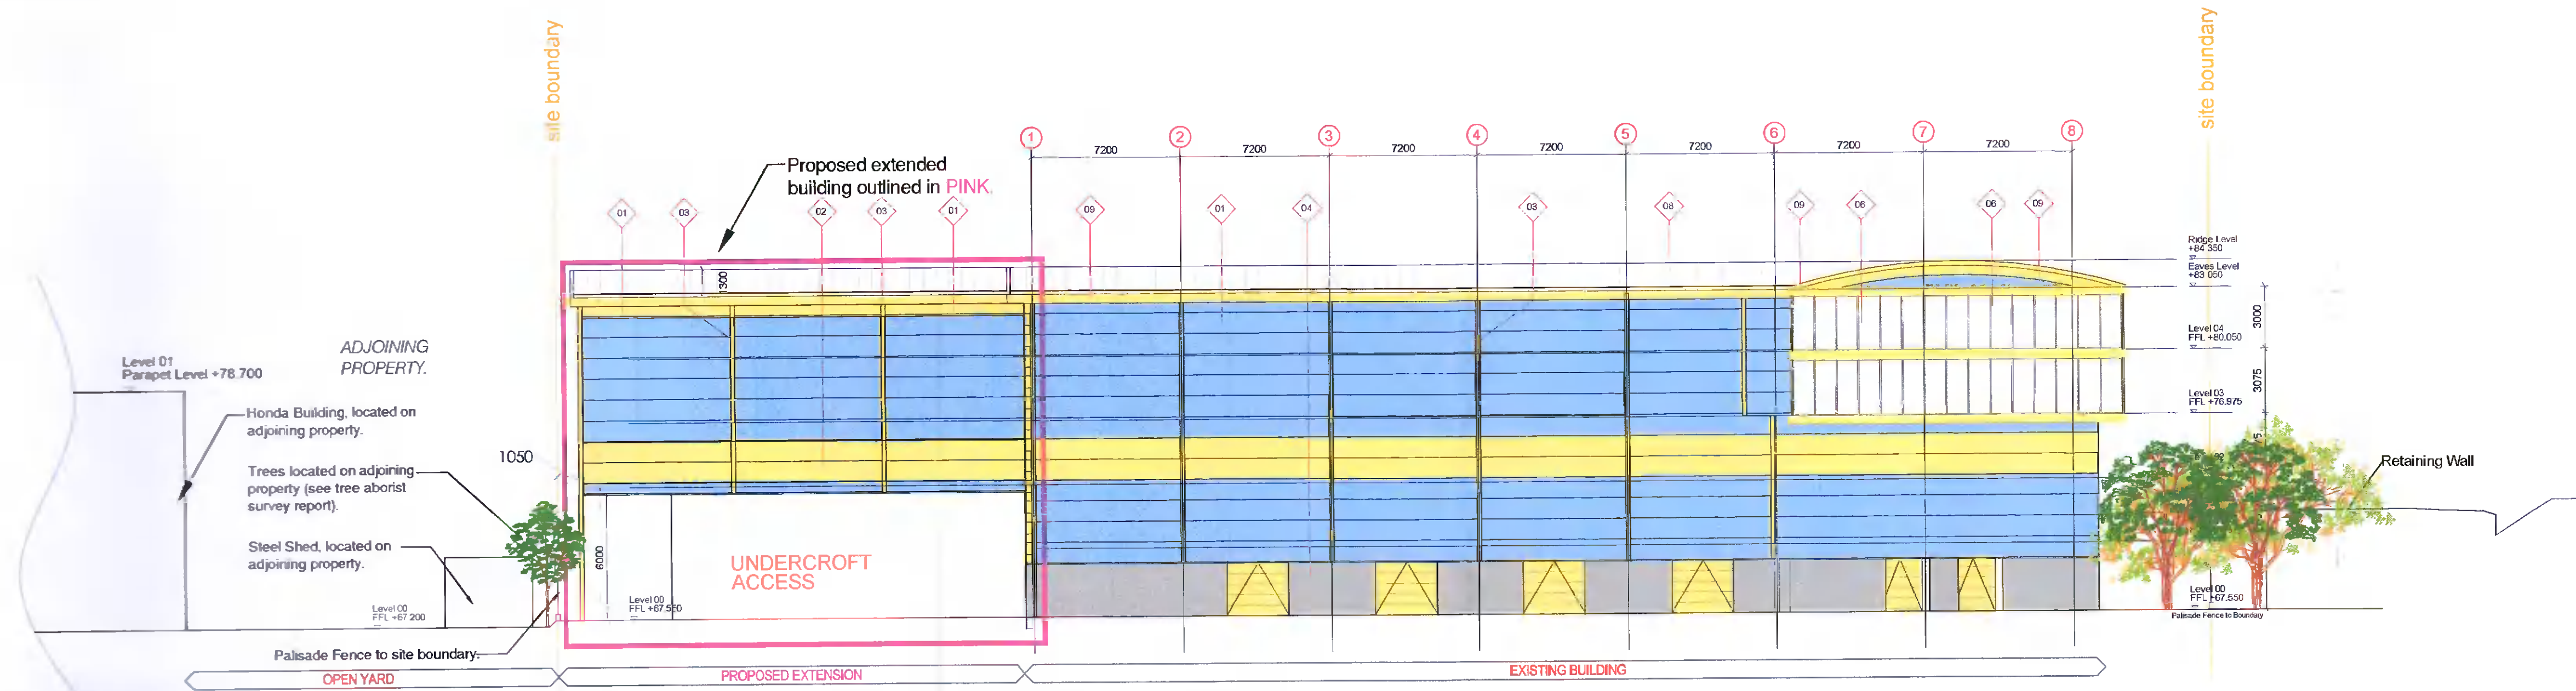 site boundary
site boundary
1
2
3
4
5
6
7
8
7200
7200
7200
7200
7200
7200
7200
Proposed extended
building outlined in PINK.
01
03
02
03
01
09
01
04
03
08
09
06
06
09
1300
Ridge Level
+84 350
Eaves Level
+83 050
3000
Level 04
FFL +80.050
3075
Level 03
FFL +76.975
ADJOINING
PROPERTY.
Level 01
Parapet Level +78.700
Honda Building, located on
adjoining property.
1050
Trees located on adjoining
property (see tree aborist
survey report).
Steel Shed, located on
adjoining property.
Retaining Wall
6000
UNDERCROFT
ACCESS
Level 00
FFL +67.550
Level 00
FFL +67 200
Level 00
FFL +67.550
Palisade Fence to Boundary
Palisade Fence to site boundary.
OPEN YARD
PROPOSED EXTENSION
EXISTING BUILDING